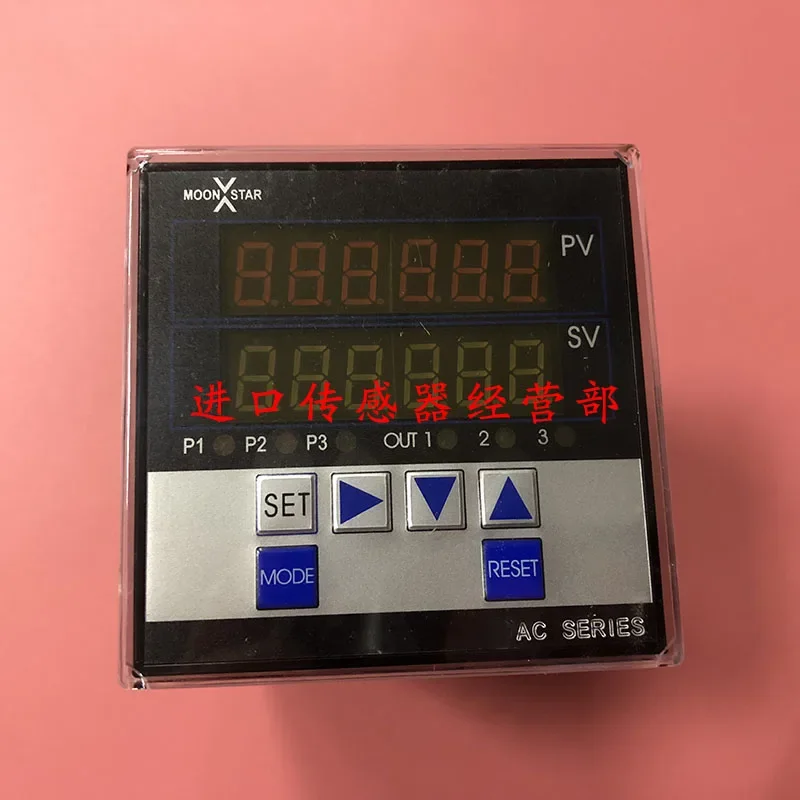 MOON STAR
PV
SV
进口传感器经营部
P1 P2 P3 OUT 1 2 3
SET
MODE RESET
AC SERIES